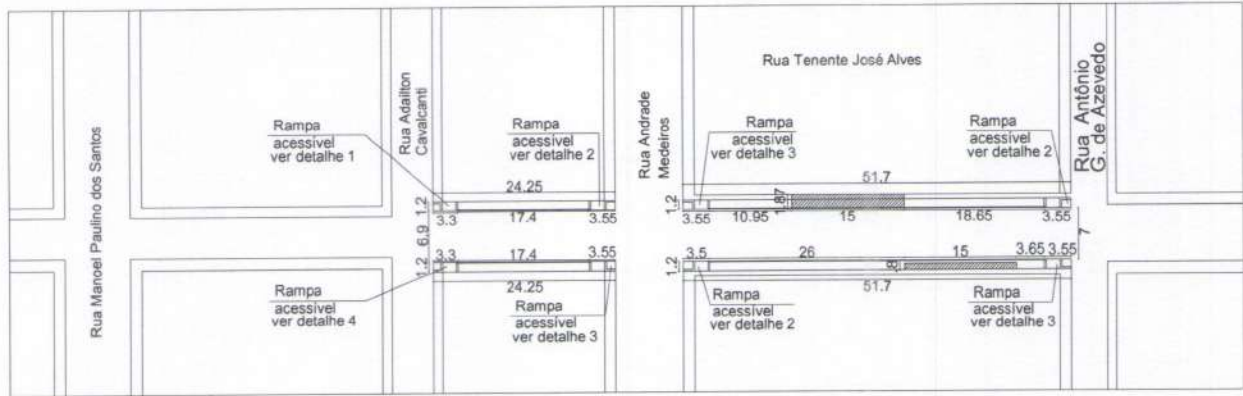 Rua Manoel Paulino dos Santos
Rua Adailton
Cavalcanti
Rua Andrade
Medeiros
Rua Tenente José Alves
Rua Antônio
G. de Azevedo
Rampa
acessível
ver detalhe 1
Rampa
acessível
ver detalhe 2
Rampa
acessível
ver detalhe 3
Rampa
acessível
ver detalhe 2
24.25
51.7
1.2
1.2
1.87
3.3
17.4
3.55
3.55
10.95
15
18.65
3.55
6.9
7
3.3
17.4
3.55
3.5
26
15
3.65
3.55
1.2
1.2
24.25
51.7
Rampa
acessível
ver detalhe 4
Rampa
acessível
ver detalhe 3
Rampa
acessível
ver detalhe 2
Rampa
acessível
ver detalhe 3